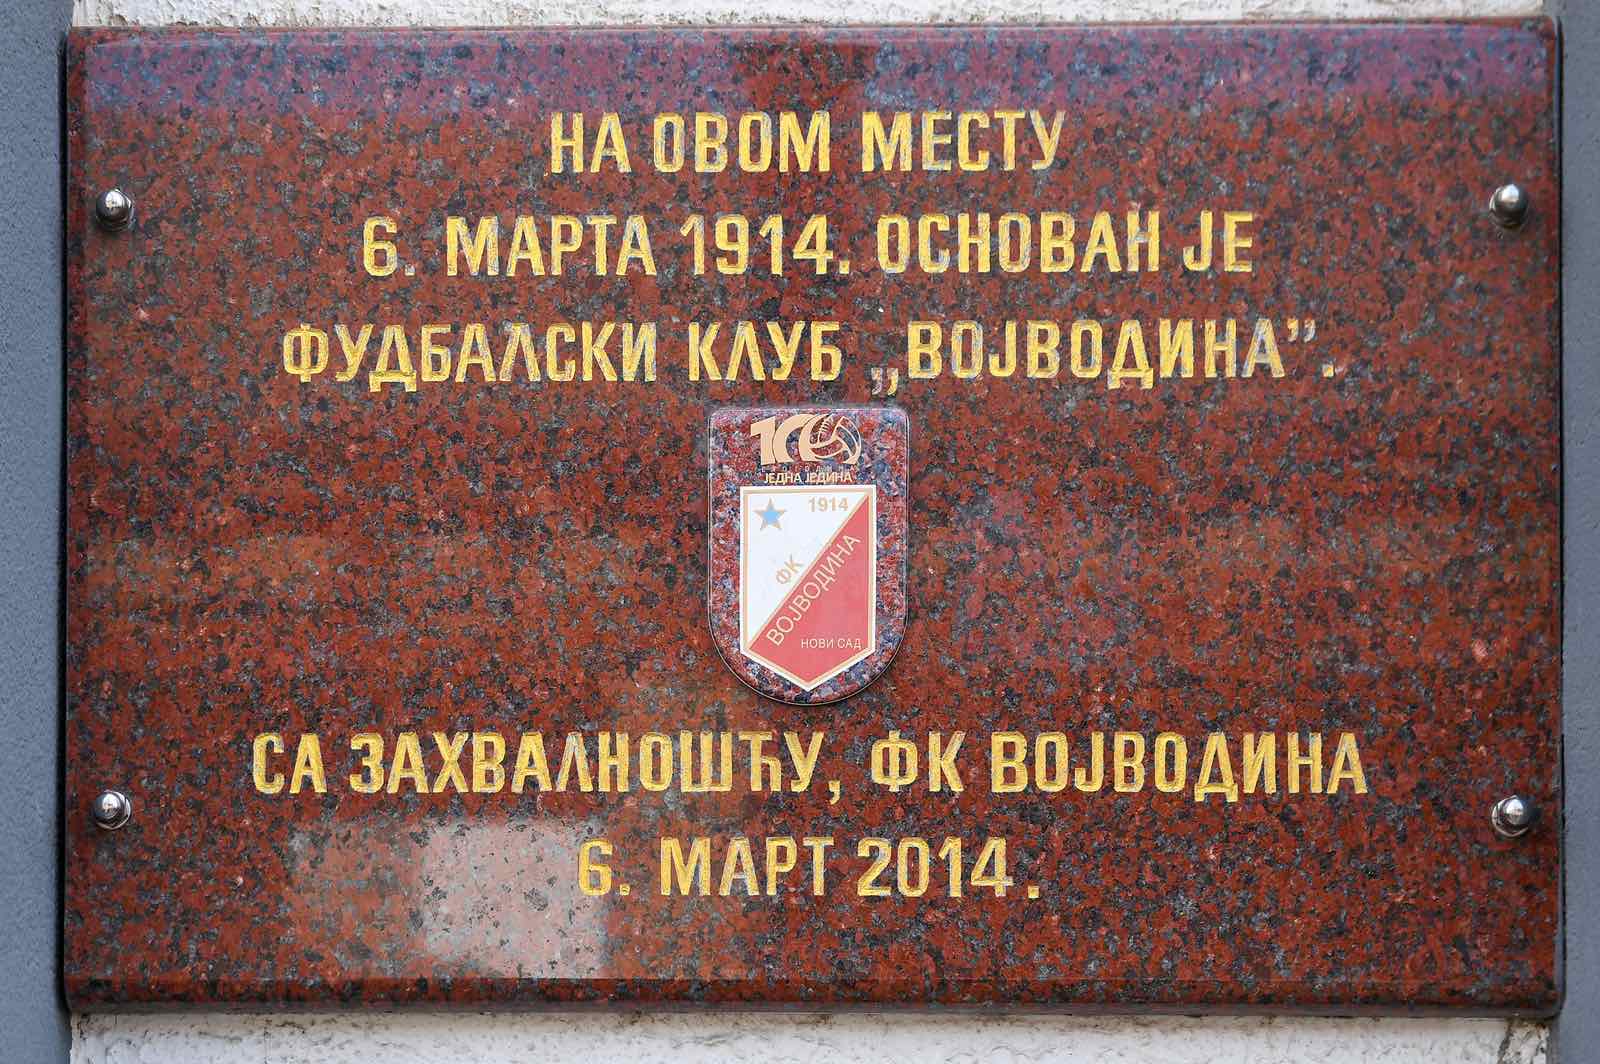 НА ОВОМ МЕСТУ
6. МАРТА 1914. ОСНОВАН ЈЕ
ФУДБАЛСКИ КЛУБ „ВОЈВОДИНА”.
100
ЈЕДНА ЈЕДИНА
1914
ФК
ВОЈВОДИНА
НОВИ САД
СА ЗАХВАЛНОШЋУ, ФК ВОЈВОДИНА
6. МАРТ 2014.